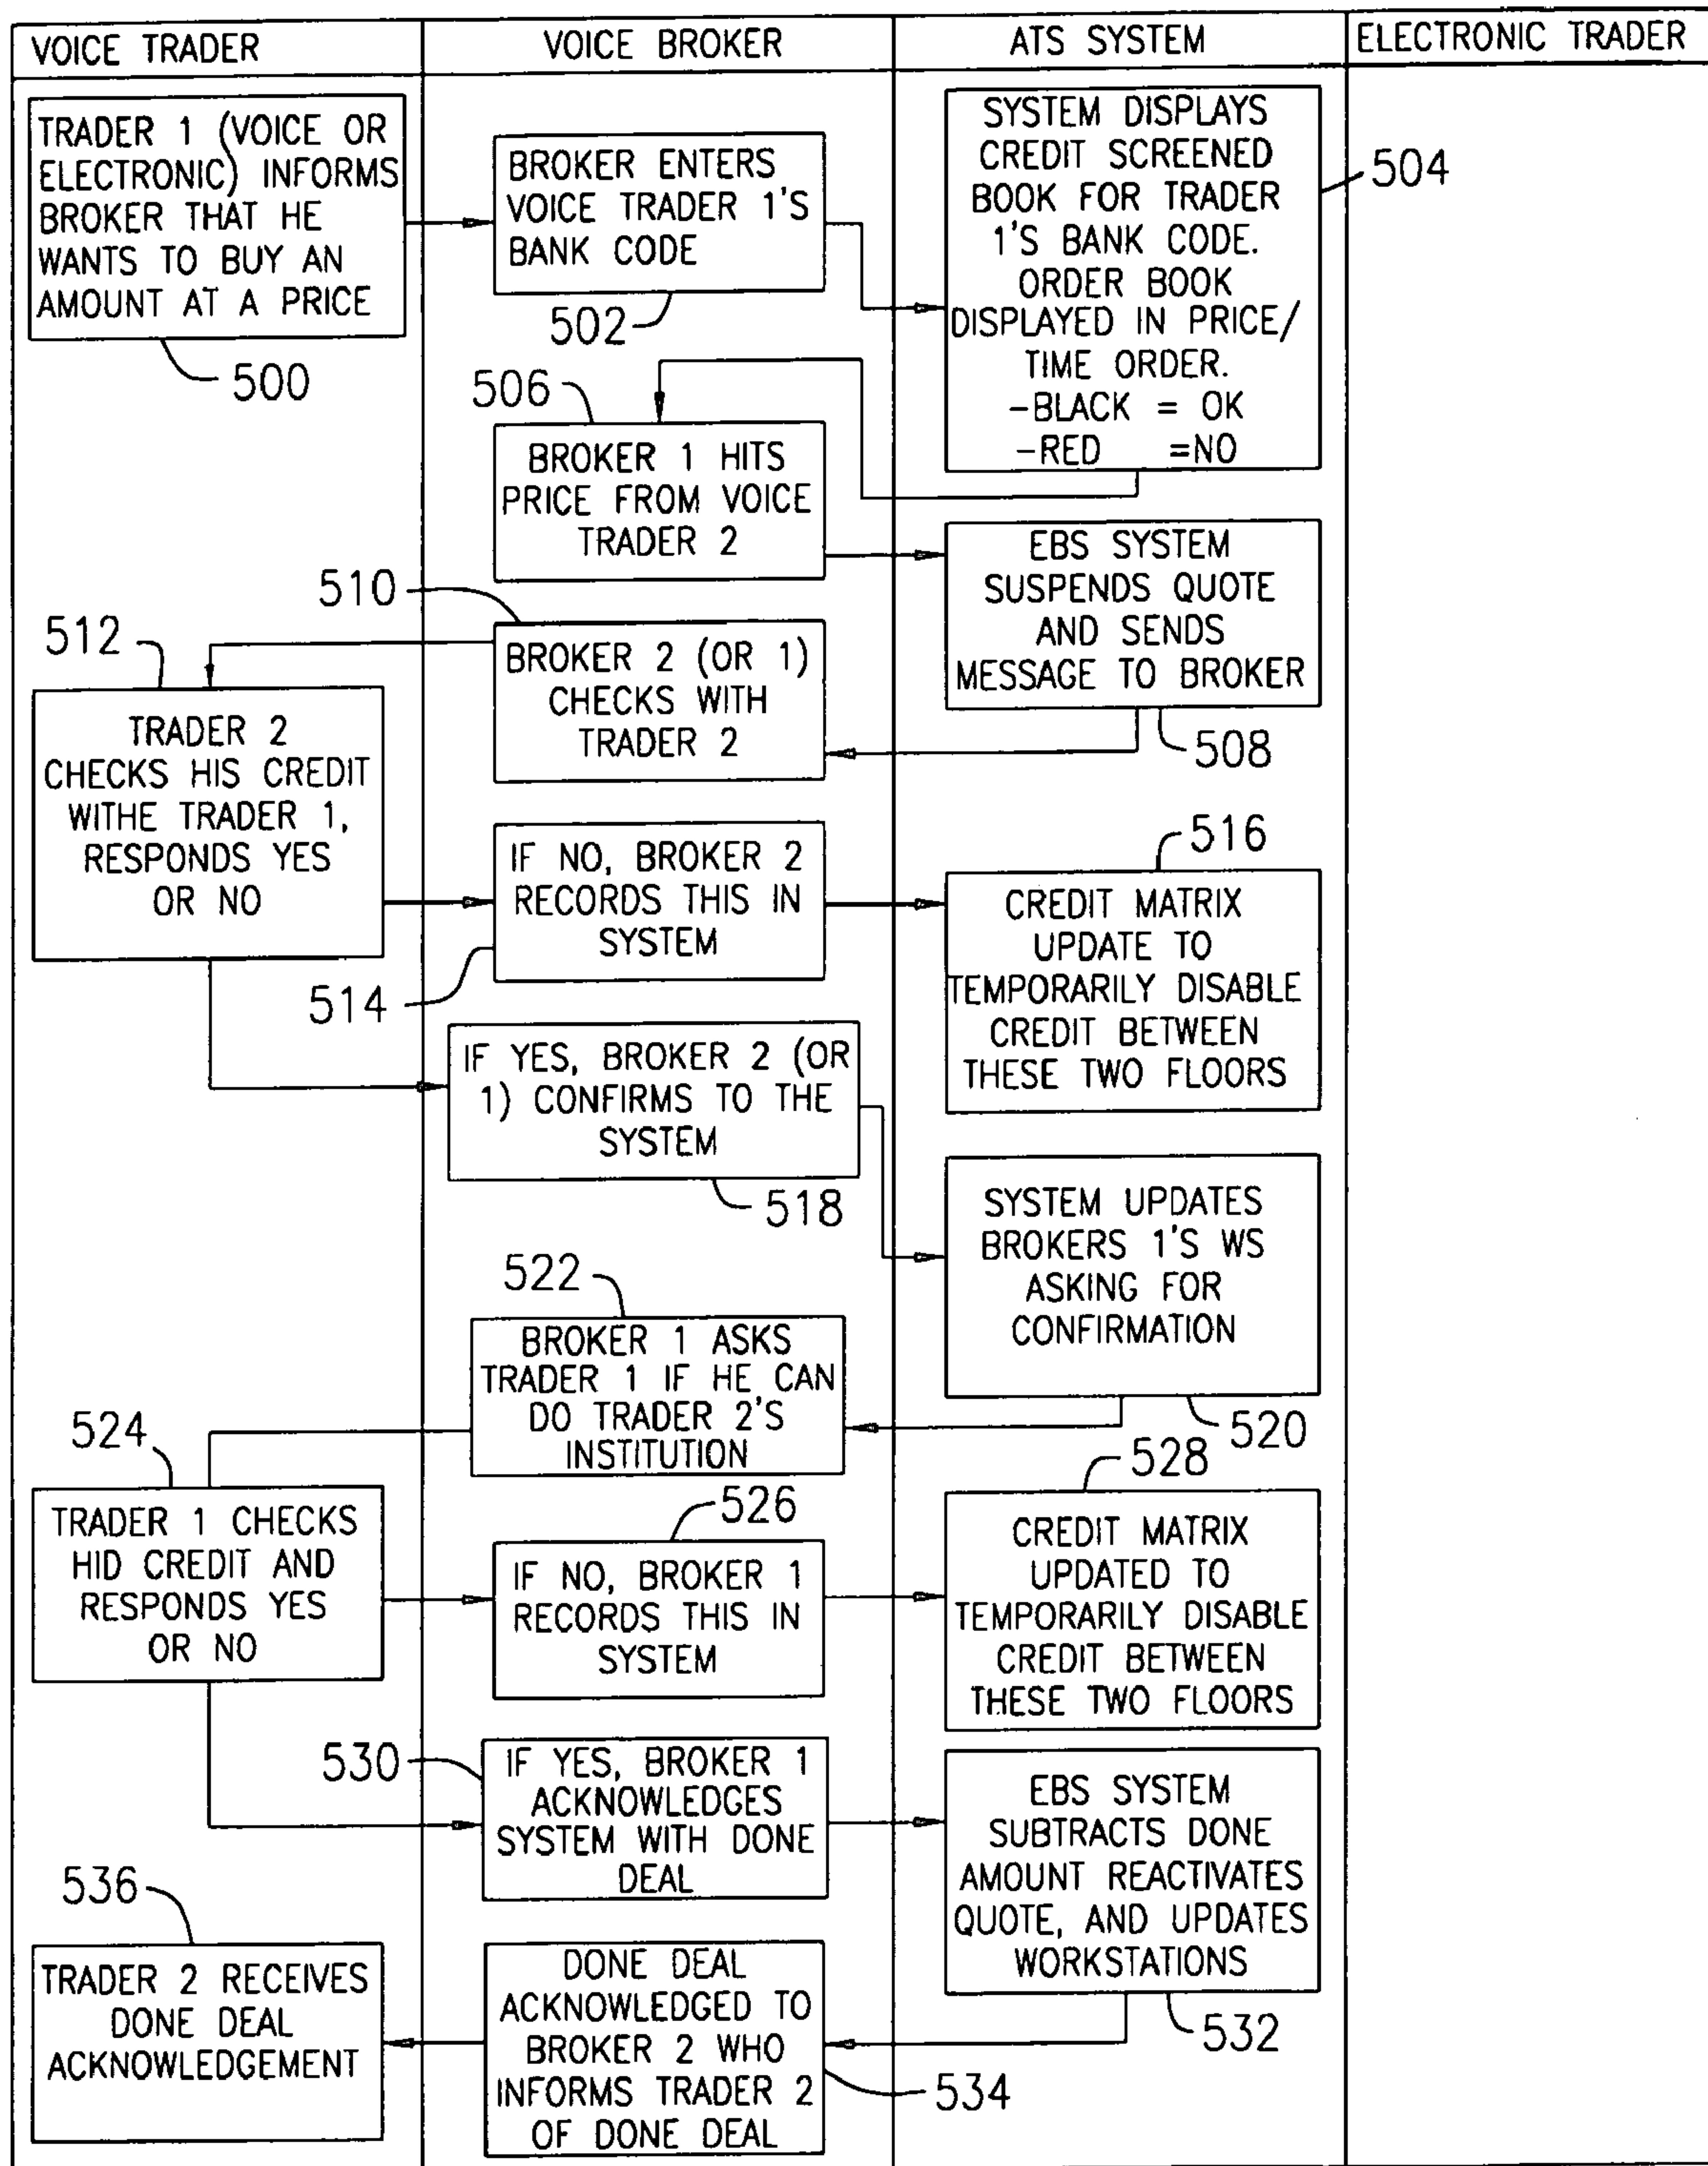 VOICE TRADER
VOICE BROKER
ATS SYSTEM
ELECTRONIC TRADER
TRADER 1 (VOICE OR
ELECTRONIC) INFORMS
BROKER THAT HE
WANTS TO BUY AN
AMOUNT AT A PRICE
500
BROKER ENTERS
VOICE TRADER 1'S
BANK CODE
502
SYSTEM DISPLAYS
CREDIT SCREENED
BOOK FOR TRADER
1'S BANK CODE.
ORDER BOOK
DISPLAYED IN PRICE/
TIME ORDER.
-BLACK = OK
-RED =NO
504
506
BROKER 1 HITS
PRICE FROM VOICE
TRADER 2
EBS SYSTEM
SUSPENDS QUOTE
AND SENDS
MESSAGE TO BROKER
508
510
BROKER 2 (OR 1)
CHECKS WITH
TRADER 2
512
TRADER 2
CHECKS HIS CREDIT
WITHE TRADER 1,
RESPONDS YES
OR NO
IF NO, BROKER 2
RECORDS THIS IN
SYSTEM
514
516
CREDIT MATRIX
UPDATE TO
TEMPORARILY DISABLE
CREDIT BETWEEN
THESE TWO FLOORS
IF YES, BROKER 2 (OR
1) CONFIRMS TO THE
SYSTEM
518
SYSTEM UPDATES
BROKERS 1'S WS
ASKING FOR
CONFIRMATION
520
522
BROKER 1 ASKS
TRADER 1 IF HE CAN
DO TRADER 2'S
INSTITUTION
524
TRADER 1 CHECKS
HID CREDIT AND
RESPONDS YES
OR NO
526
IF NO, BROKER 1
RECORDS THIS IN
SYSTEM
528
CREDIT MATRIX
UPDATED TO
TEMPORARILY DISABLE
CREDIT BETWEEN
THESE TWO FLOORS
530
IF YES, BROKER 1
ACKNOWLEDGES
SYSTEM WITH DONE
DEAL
EBS SYSTEM
SUBTRACTS DONE
AMOUNT REACTIVATES
QUOTE, AND UPDATES
WORKSTATIONS
532
DONE DEAL
ACKNOWLEDGED TO
BROKER 2 WHO
INFORMS TRADER 2
OF DONE DEAL
534
536
TRADER 2 RECEIVES
DONE DEAL
ACKNOWLEDGEMENT